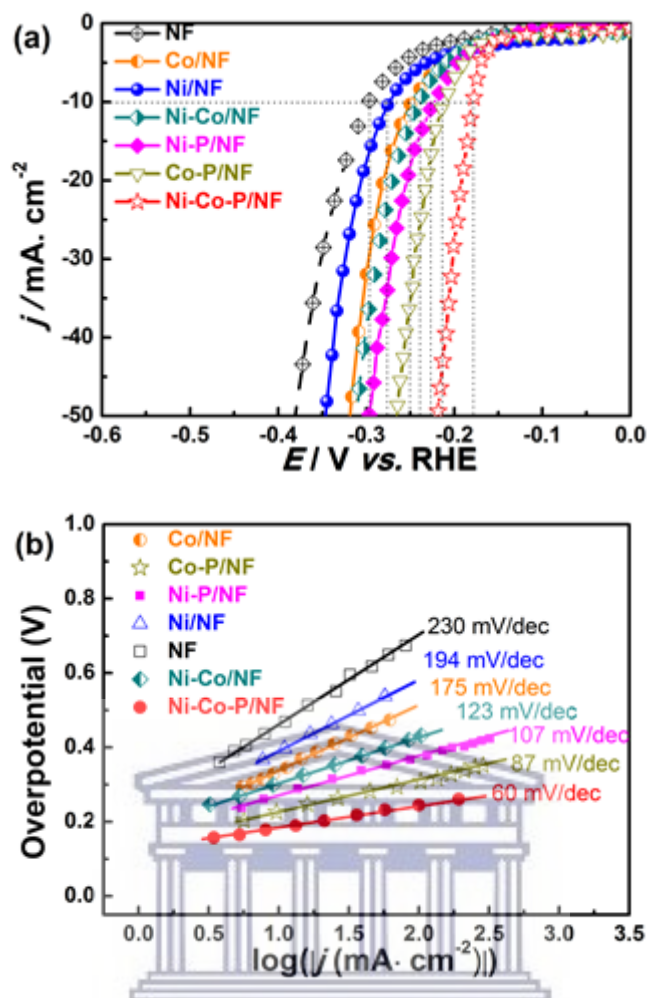 (a)
0
-10
-20
-30
-40
-50
j /mA. cm-2
NF
Co/NF
Ni/NF
Ni-Co/NF
Ni-P/NF
Co-P/NF
Ni-Co-P/NF
-0.6 -0.5 -0.4 -0.3 -0.2 -0.1 0.0
E / V vs. RHE
(b)
1.0
0.8
0.6
0.4
0.2
0.0
Overpotential (V)
Co/NF
Co-P/NF
Ni-P/NF
Ni/NF
NF
Ni-Co/NF
Ni-Co-P/NF
230 mV/dec
194 mV/dec
175 mV/dec
123 mV/dec
107 mV/dec
87 mV/dec
60 mV/dec
0.0 0.5 1.0 1.5 2.0 2.5 3.0 3.5
log(|j (mA· cm-2)|)